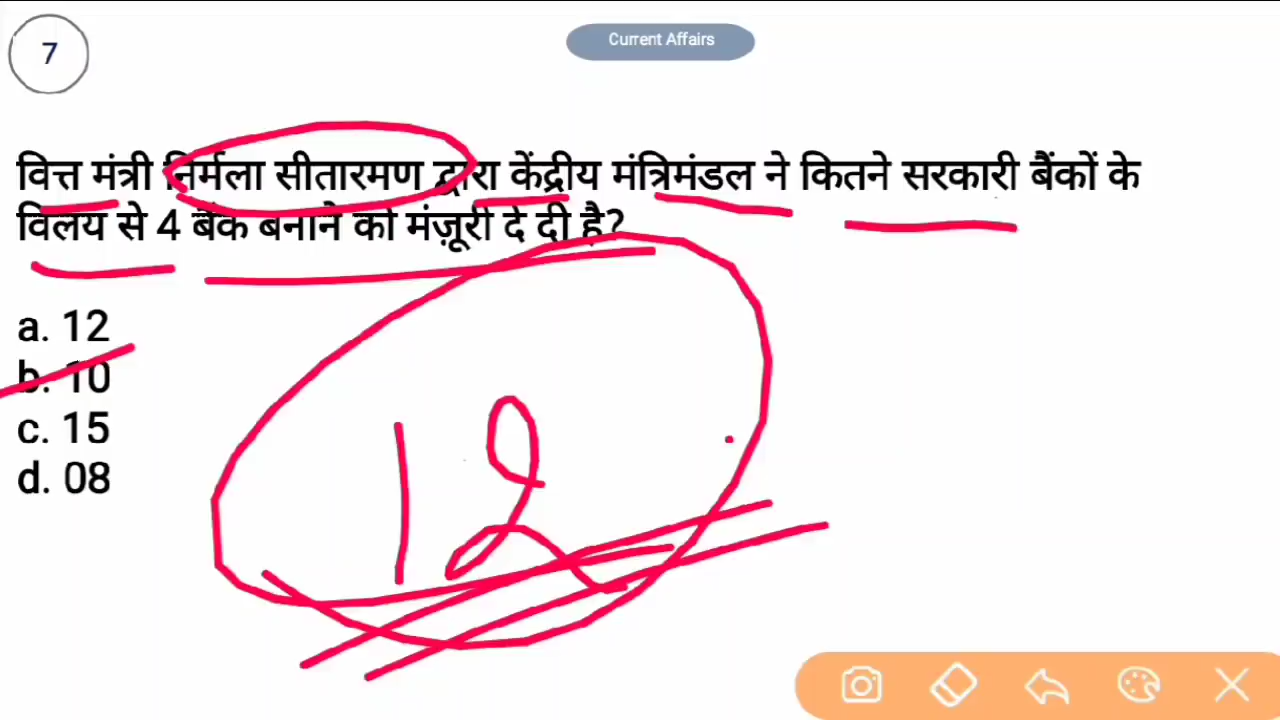 7
Current Affairs
वित्त मंत्री निर्मला सीतारमण द्वारा केंद्रीय मंत्रिमंडल ने कितने सरकारी बैंकों के
विलय से 4 बैंक बनाने को मंज़ूरी दे दी है?
a. 12
b. 10
c. 15
d. 08
12